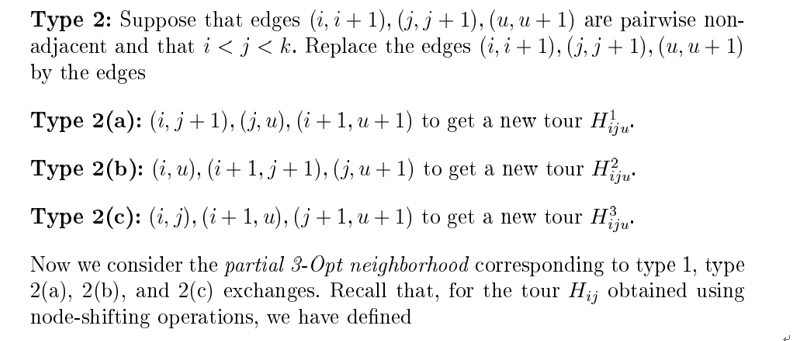 Type 2: Suppose that edges (i, i + 1), (j, j + 1), (u, u + 1) are pairwise non-
adjacent and that i < j < k. Replace the edges (i, i + 1), (j, j + 1), (u, u + 1)
by the edges
Type 2(a): (i, j + 1), (j, u), (i + 1, u + 1) to get a new tour H^1_{iju}.
Type 2(b): (i, u), (i + 1, j + 1), (j, u + 1) to get a new tour H^2_{iju}.
Type 2(c): (i, j), (i + 1, u), (j + 1, u + 1) to get a new tour H^3_{iju}.
Now we consider the partial 3-Opt neighborhood corresponding to type 1, type
2(a), 2(b), and 2(c) exchanges. Recall that, for the tour H_{ij} obtained using
node-shifting operations, we have defined